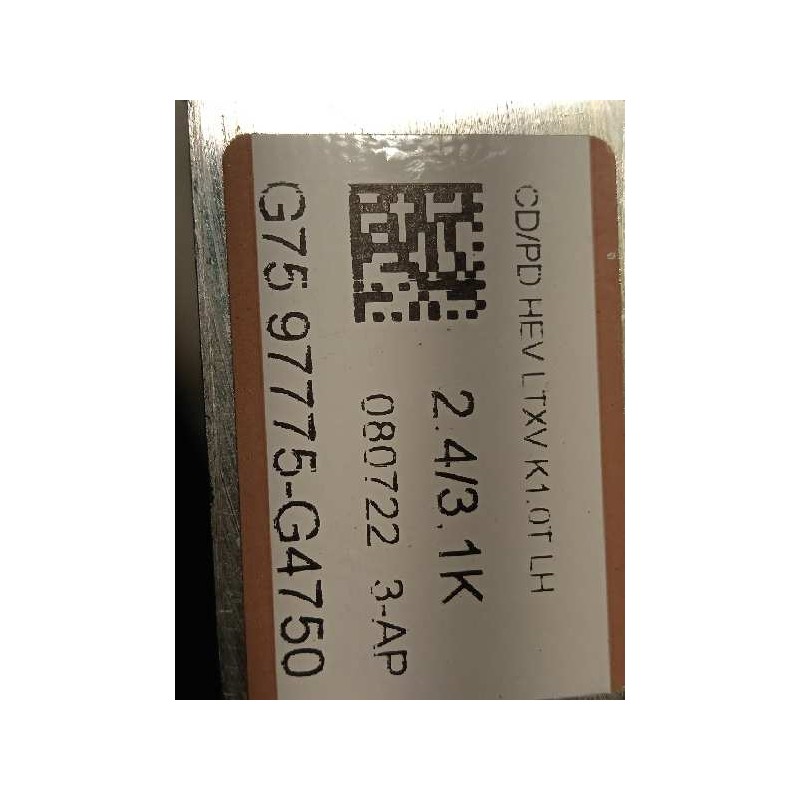 CD/PD HEV LTXV K1.0T LH
2.4/3.1K
080722 3-AP
G75 97775-G4750